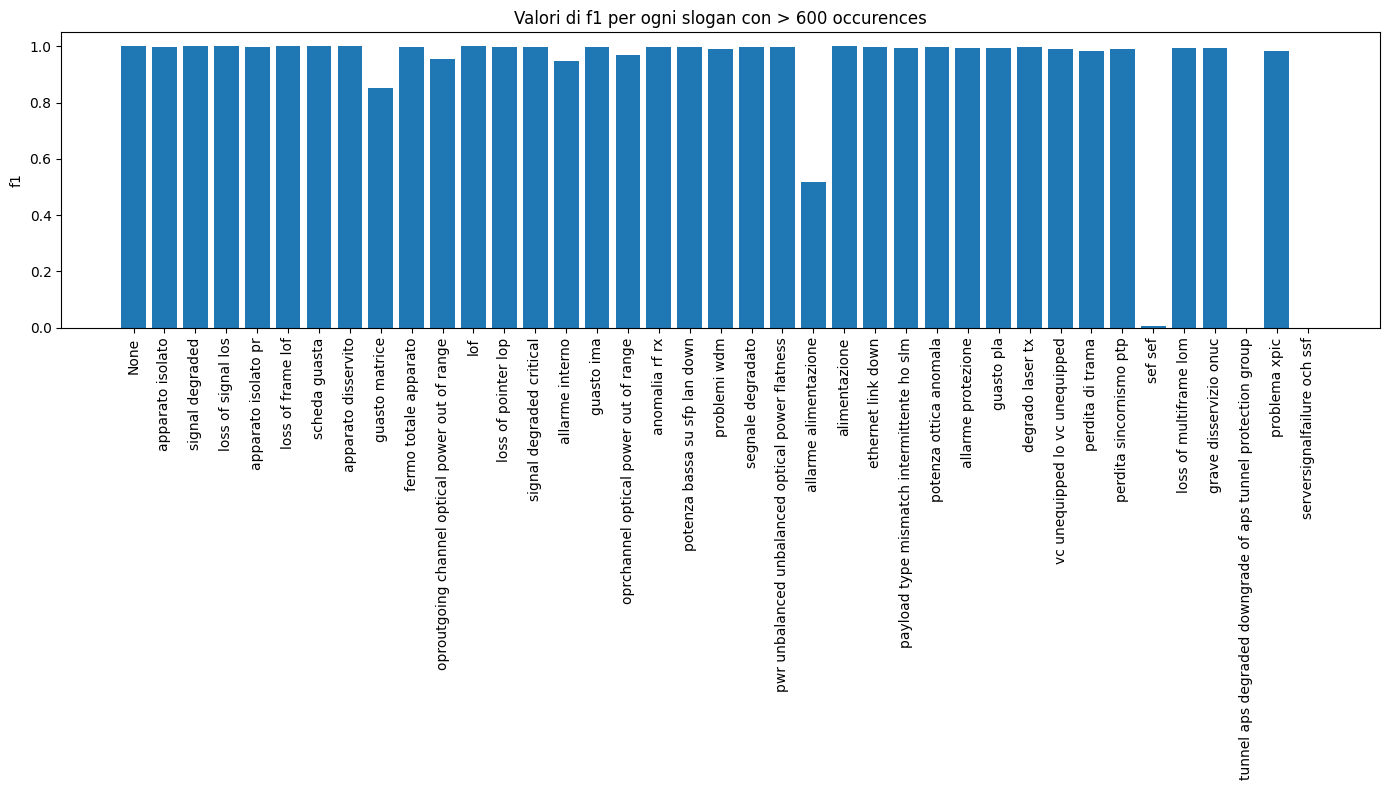 Valori di f1 per ogni slogan con > 600 occurences
1.0
0.8
0.6
0.4
0.2
0.0
f1
None
apparato isolato
signal degraded
loss of signal los
apparato isolato pr
loss of frame lof
scheda guasta
apparato disservito
guasto matrice
fermo totale apparato
oproutgoing channel optical power out of range
lof
loss of pointer lop
signal degraded critical
allarme interno
guasto ima
oprchannel optical power out of range
anomalia rf rx
potenza bassa su sfp lan down
problemi wdm
segnale degradato
pwr unbalanced unbalanced optical power flatness
allarme alimentazione
alimentazione
ethernet link down
payload type mismatch intermittente ho slm
potenza ottica anomala
allarme protezione
guasto pla
degrado laser tx
vc unequipped lo vc unequipped
perdita di trama
perdita sincornismo ptp
sef sef
loss of multiframe lom
grave disservizio onuc
tunnel aps degraded downgrade of aps tunnel protection group
problema xpic
serversignalfailure och ssf